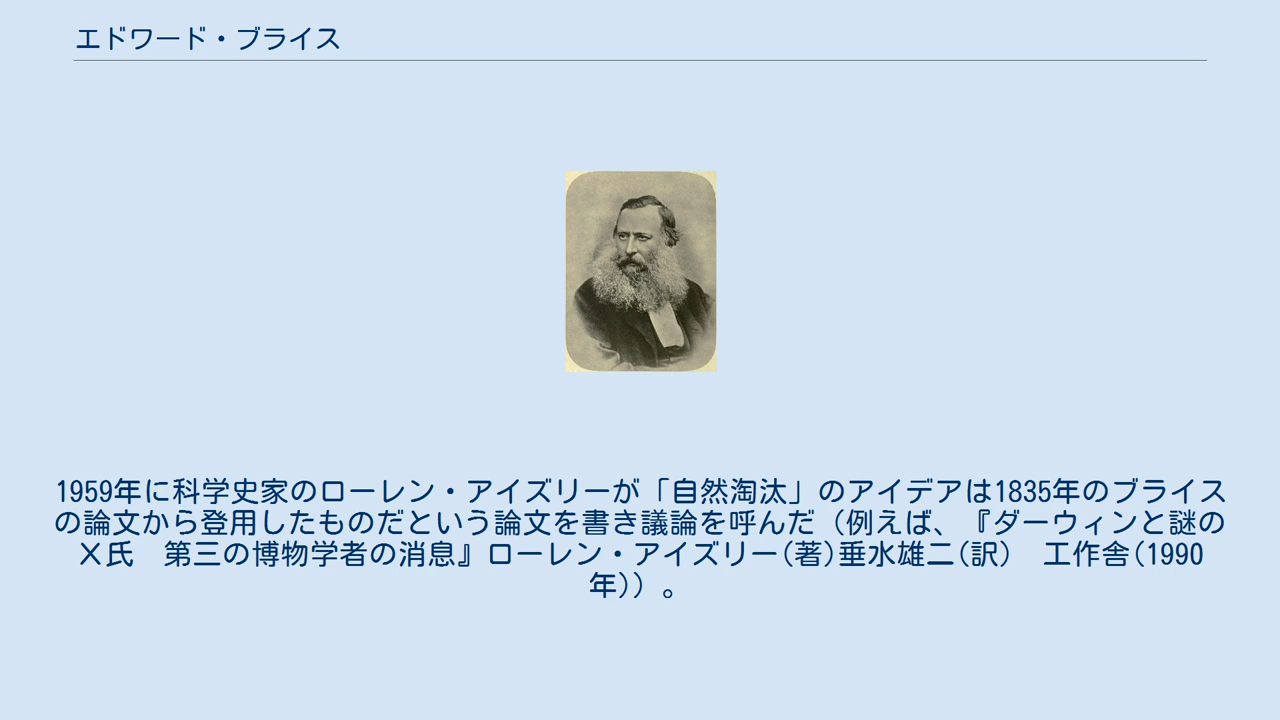 エドワード・ブライス
1959年に科学史家のローレン・アイズリーが「自然淘汰」のアイデアは1835年のブライス
の論文から登用したものだという論文を書き議論を呼んだ（例えば、『ダーウィンと謎の
Ｘ氏　第三の博物学者の消息』ローレン・アイズリー(著)垂水雄二(訳)　工作舎(1990
年)）。